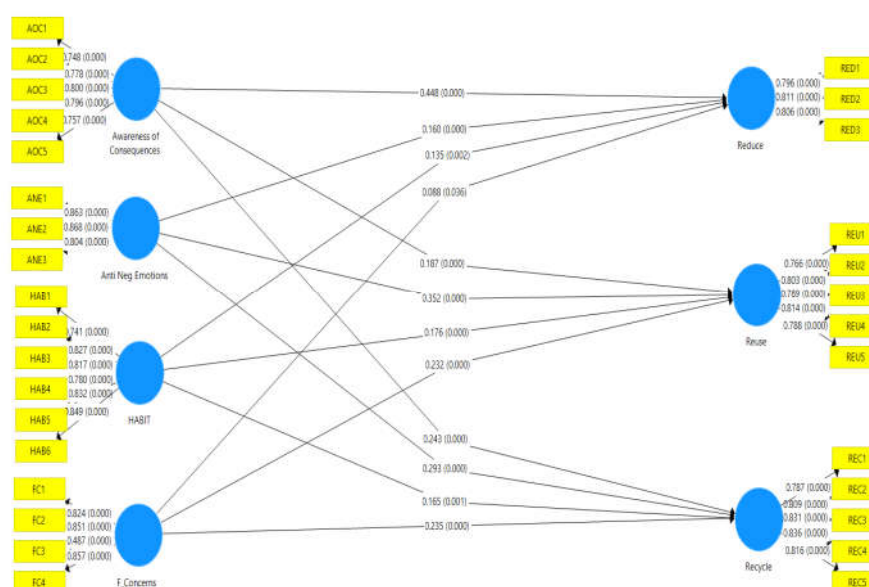 AOC1
AOC2
AOC3
AOC4
AOC5
0.748 (0.000)
0.778 (0.000)
0.800 (0.000)
0.796 (0.000)
0.757 (0.000)
Awareness of
Consequences
ANE1
ANE2
ANE3
0.863 (0.000)
0.868 (0.000)
0.804 (0.000)
Anti Neg Emotions
HAB1
HAB2
HAB3
HAB4
HAB5
HAB6
0.741 (0.000)
0.827 (0.000)
0.817 (0.000)
0.780 (0.000)
0.832 (0.000)
0.849 (0.000)
HABIT
FC1
FC2
FC3
FC4
0.824 (0.000)
0.851 (0.000)
0.487 (0.000)
0.857 (0.000)
F_Concerns
0.448 (0.000)
0.160 (0.000)
0.135 (0.002)
0.088 (0.036)
0.187 (0.000)
0.352 (0.000)
0.176 (0.000)
0.232 (0.000)
0.243 (0.000)
0.293 (0.000)
0.165 (0.001)
0.235 (0.000)
Reduce
0.796 (0.000)
0.811 (0.000)
0.806 (0.000)
RED1
RED2
RED3
Reuse
0.766 (0.000)
0.803 (0.000)
0.789 (0.000)
0.814 (0.000)
0.788 (0.000)
REU1
REU2
REU3
REU4
REU5
Recycle
0.787 (0.000)
0.809 (0.000)
0.831 (0.000)
0.836 (0.000)
0.816 (0.000)
REC1
REC2
REC3
REC4
REC5